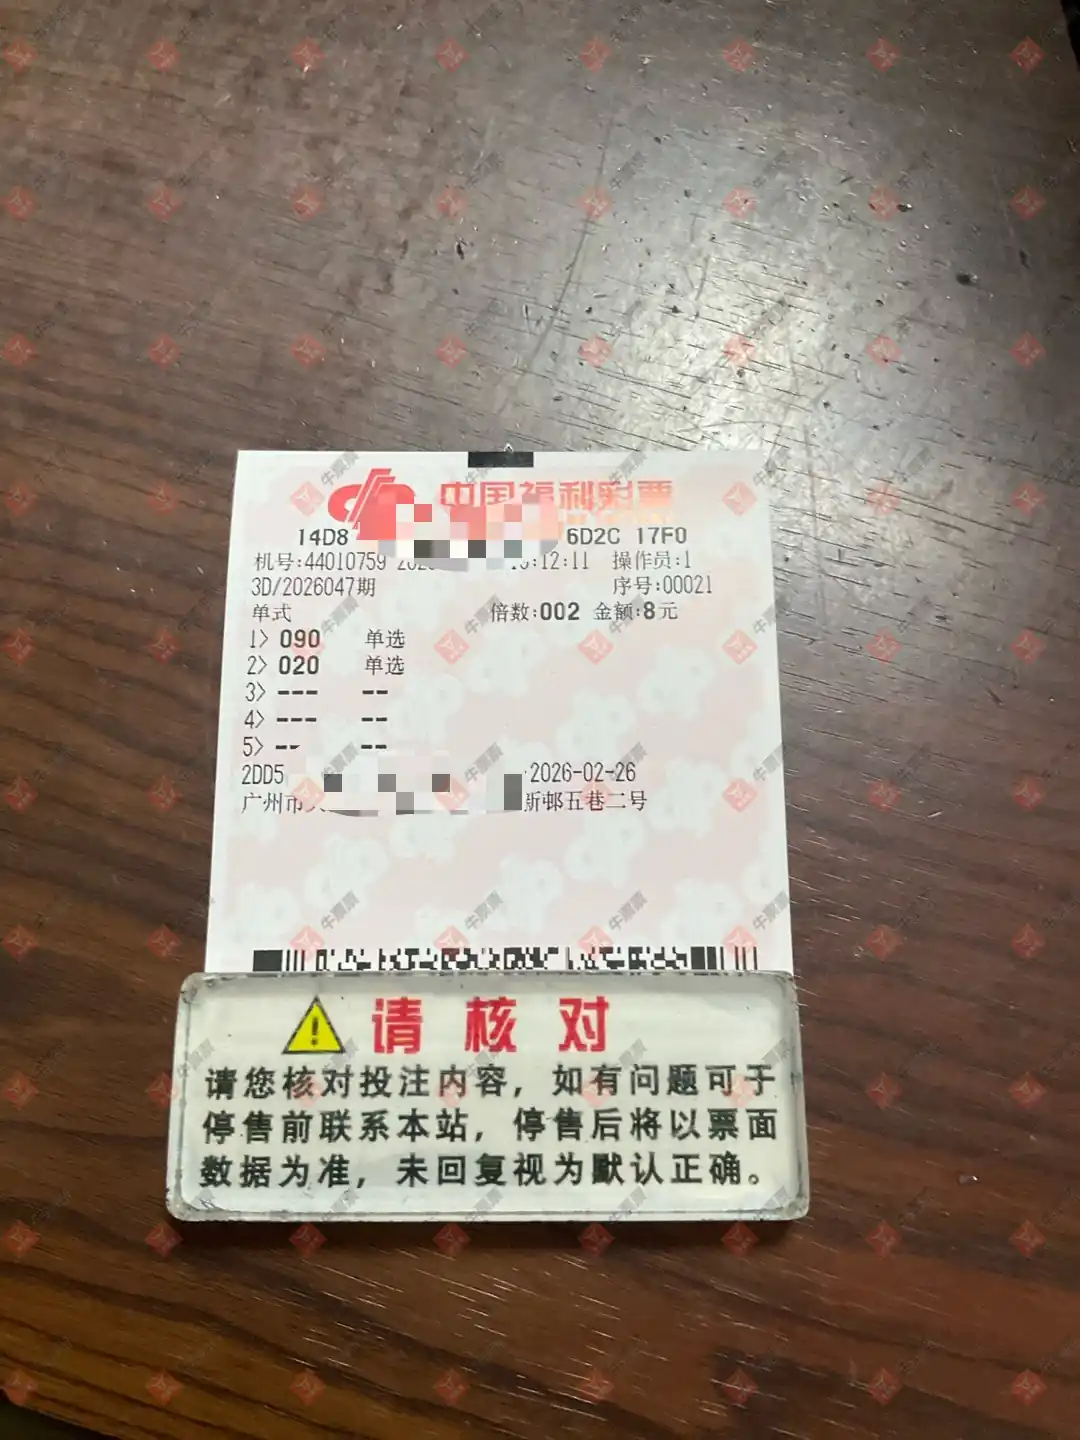 中国福利彩票
14D8 6D2C 17F0
机号:44010759 :12:11 操作员:1
3D/2026047期 序号:00021
单式 倍数:002 金额:8元
1> 090 单选
2> 020 单选
3> --- --
4> --- --
5> -- --
2DD5 2026-02-26
广州市 新邨五巷二号
请核对
请您核对投注内容，如有问题可于
停售前联系本站，停售后将以票面
数据为准，未回复视为默认正确。
牛票票